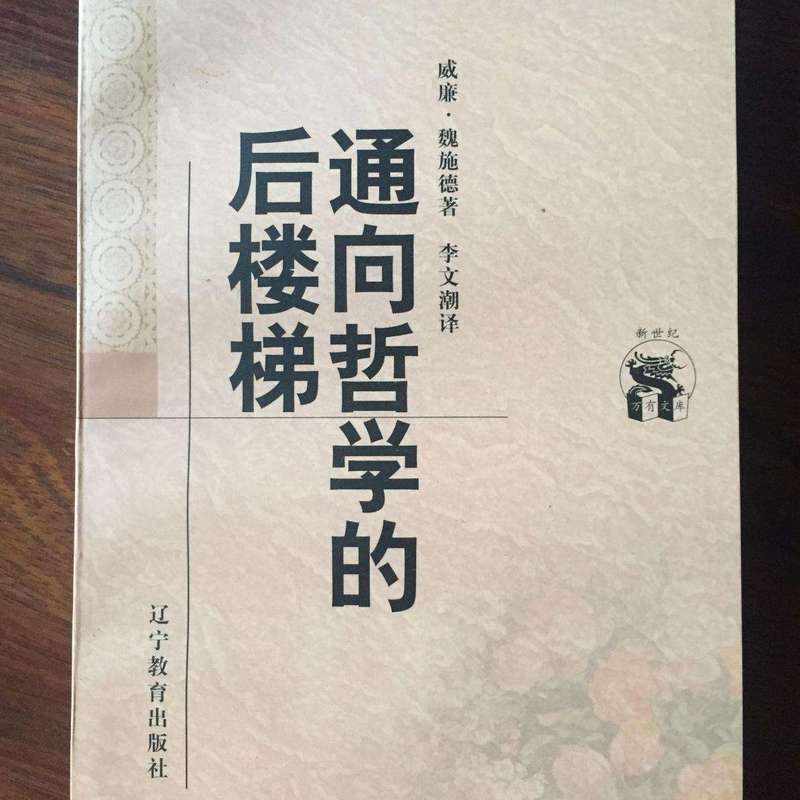 威廉·魏施德著 李文潮译
通向哲学的
后楼梯
新世纪
万有文库
辽宁教育出版社